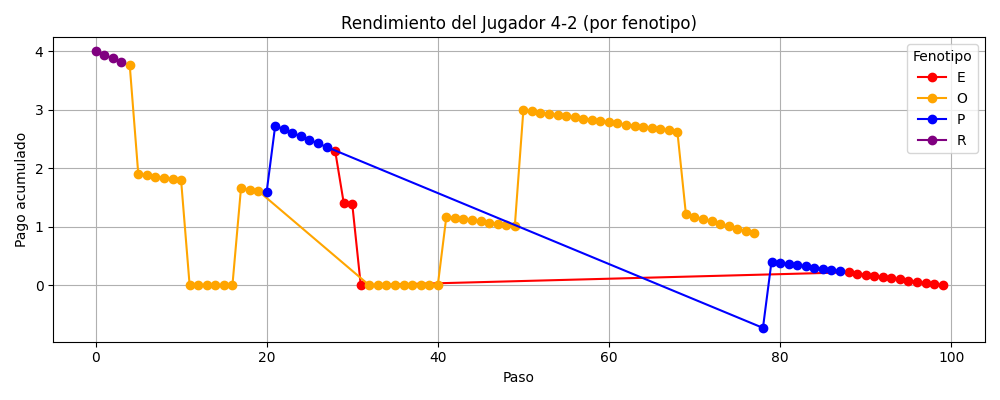 Rendimiento del Jugador 4-2 (por fenotipo)
Pago acumulado
4
3
2
1
0
0
20
40
60
80
100
Paso
Fenotipo
E
O
P
R